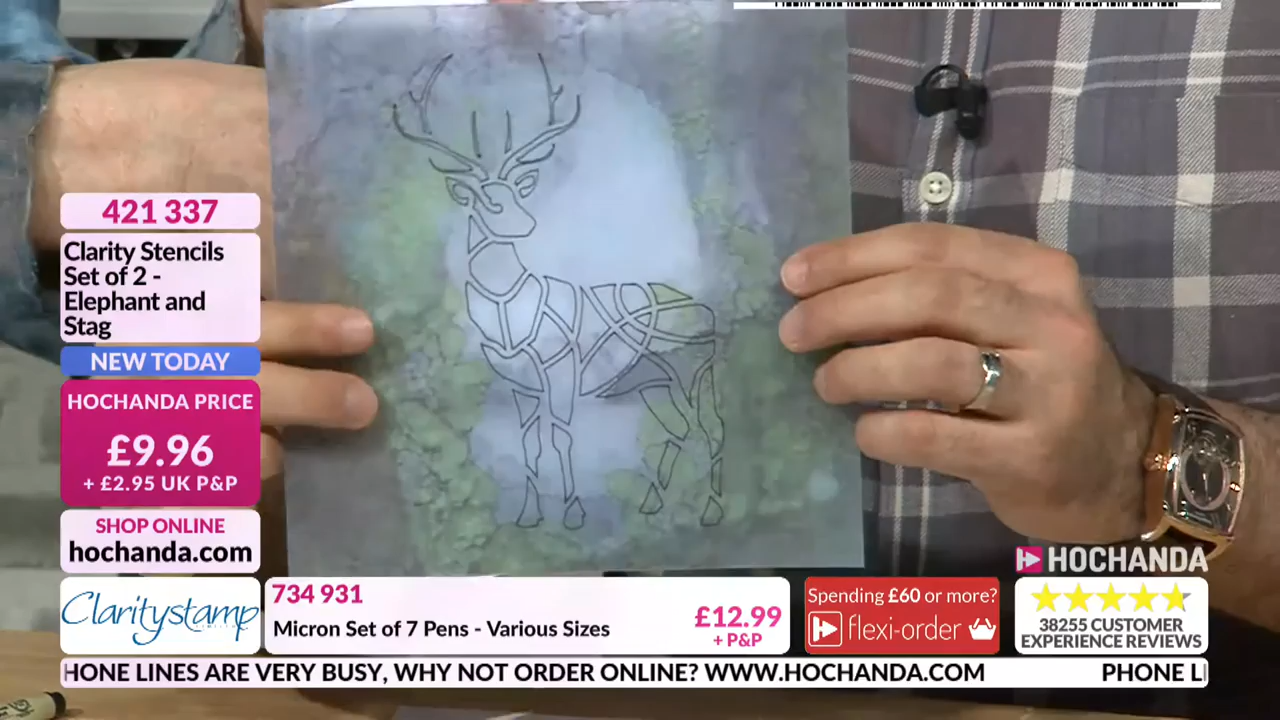 421 337
Clarity Stencils
Set of 2 -
Elephant and
Stag
NEW TODAY
HOCHANDA PRICE
£9.96
+ £2.95 UK P&P
SHOP ONLINE
hochanda.com
Claritystamp
734 931
Micron Set of 7 Pens - Various Sizes
£12.99
+ P&P
Spending £60 or more?
flexi-order
HOCHANDA
38255 CUSTOMER
EXPERIENCE REVIEWS
HONE LINES ARE VERY BUSY, WHY NOT ORDER ONLINE? WWW.HOCHANDA.COM PHONE L